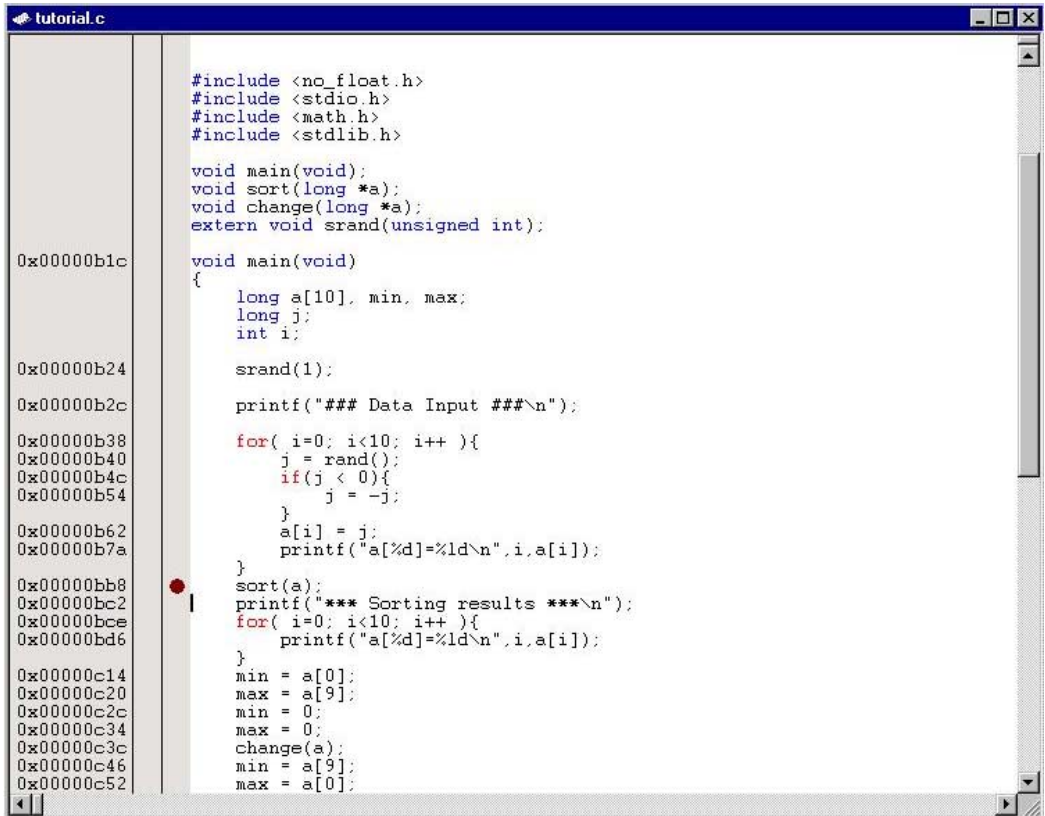 tutorial.c
#include <no_float.h>
#include <stdio.h>
#include <math.h>
#include <stdlib.h>
void main(void);
void sort(long *a);
void change(long *a);
extern void srand(unsigned int);
0x00000b1c void main(void)
{
long a[10], min, max;
long j;
int i;
0x00000b24 srand(1);
0x00000b2c printf("### Data Input ###\n");
0x00000b38 for( i=0; i<10; i++ ){
0x00000b40 j = rand();
0x00000b4c if(j < 0){
0x00000b54 j = -j;
}
0x00000b62 a[i] = j;
0x00000b7a printf("a[%d]=%ld\n",i,a[i]);
}
0x00000bb8 sort(a);
0x00000bc2 printf("*** Sorting results ***\n");
0x00000bce for( i=0; i<10; i++ ){
0x00000bd6 printf("a[%d]=%ld\n",i,a[i]);
}
0x00000c14 min = a[0];
0x00000c20 max = a[9];
0x00000c2c min = 0;
0x00000c34 max = 0;
0x00000c3c change(a);
0x00000c46 min = a[9];
0x00000c52 max = a[0];